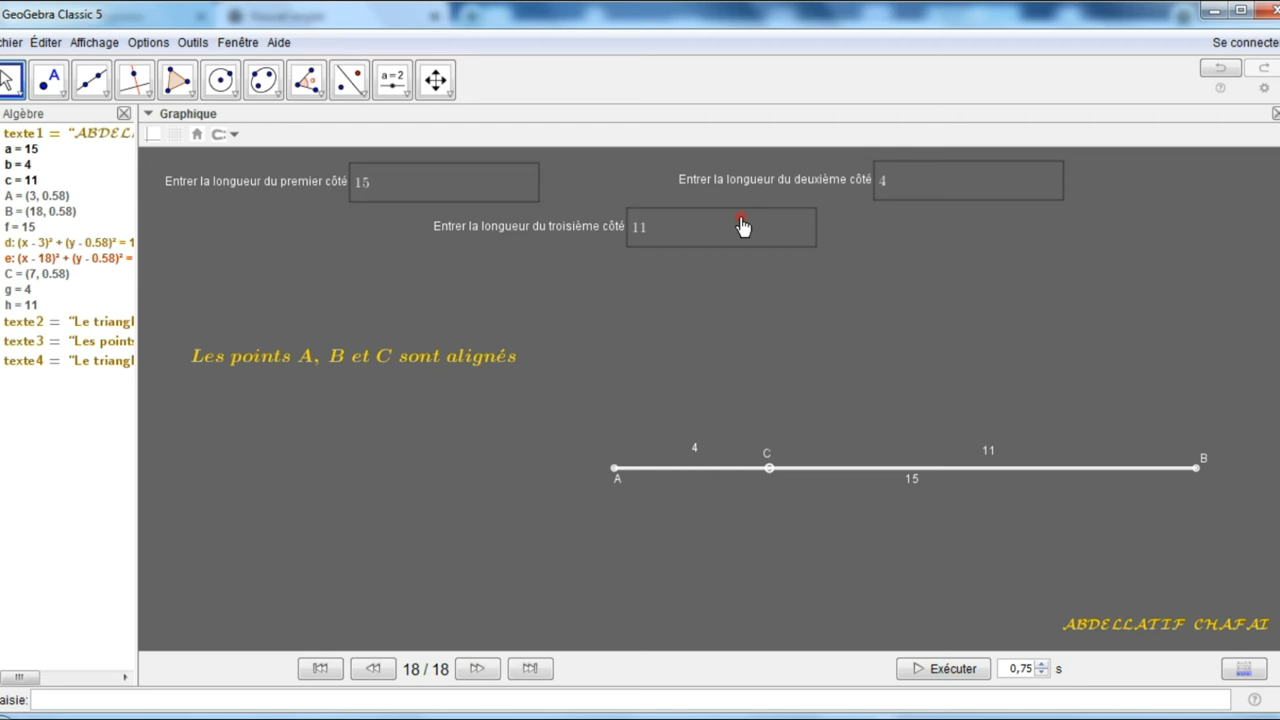 GeoGebra Classic 5
chier Éditer Affichage Options Outils Fenêtre Aide
Se connecte
A
α
a=2
Algèbre
Graphique
texte1 = "ABDEL
a = 15
b = 4
c = 11
A = (3, 0.58)
B = (18, 0.58)
f = 15
d: (x - 3)² + (y - 0.58)² = 1
e: (x - 18)² + (y - 0.58)² =
C = (7, 0.58)
g = 4
h = 11
texte2 = "Le triangl
texte3 = "Les point
texte4 = "Le triangl
Entrer la longueur du premier côté 15
Entrer la longueur du deuxième côté 4
Entrer la longueur du troisième côté 11
Les points A, B et C sont alignés
4
C
11
B
A
15
ABDELLATIF CHAFAI
18 / 18
Exécuter
0,75 s
aisie: